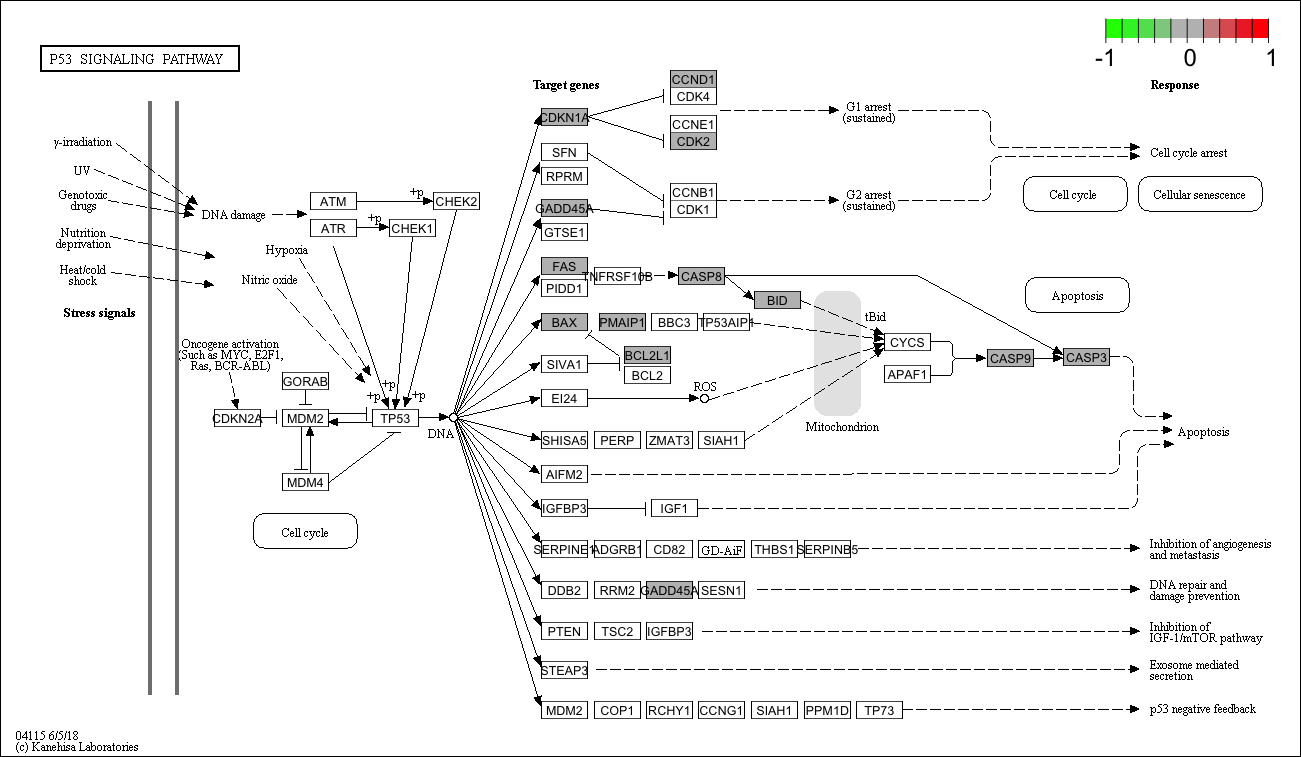 P53 SIGNALING PATHWAY
-1 0 1
Target genes
Response
CCND1
CDK4
CDKN1A
CCNE1
CDK2
G1 arrest
(sustained)
Cell cycle arrest
SFN
RPRM
CCNB1
CDK1
G2 arrest
(sustained)
Cell cycle
Cellular senescence
GADD45A
GTSE1
γ-irradiation
UV
Genotoxic
drugs
Nutrition
deprivation
Heat/cold
shock
Stress signals
DNA damage
ATM
+p
CHEK2
ATR
+p
CHEK1
Hypoxia
Nitric oxide
FAS
PIDD1
TNFRSF10B
CASP8
BID
Apoptosis
BAX
PMAIP1
BBC3
TP53AIP1
tBid
CYCS
APAF1
CASP9
CASP3
BCL2L1
BCL2
SIVA1
EI24
ROS
Mitochondrion
Oncogene activation
(Such as MYC, E2F1,
Ras, BCR-ABL)
GORAB
+p
+p
+p
CDKN2A
MDM2
TP53
DNA
MDM4
Cell cycle
SHISA5
PERP
ZMAT3
SIAH1
Apoptosis
AIFM2
IGFBP3
IGF1
SERPINE1
ADGRB1
CD82
GD-AiF
THBS1
SERPINB5
Inhibition of angiogenesis
and metastasis
DDB2
RRM2
GADD45A
SESN1
DNA repair and
damage prevention
PTEN
TSC2
IGFBP3
Inhibition of
IGF-1/mTOR pathway
STEAP3
Exosome mediated
secretion
MDM2
COP1
RCHY1
CCNG1
SIAH1
PPM1D
TP73
p53 negative feedback
04115 6/5/18
(c) Kanehisa Laboratories